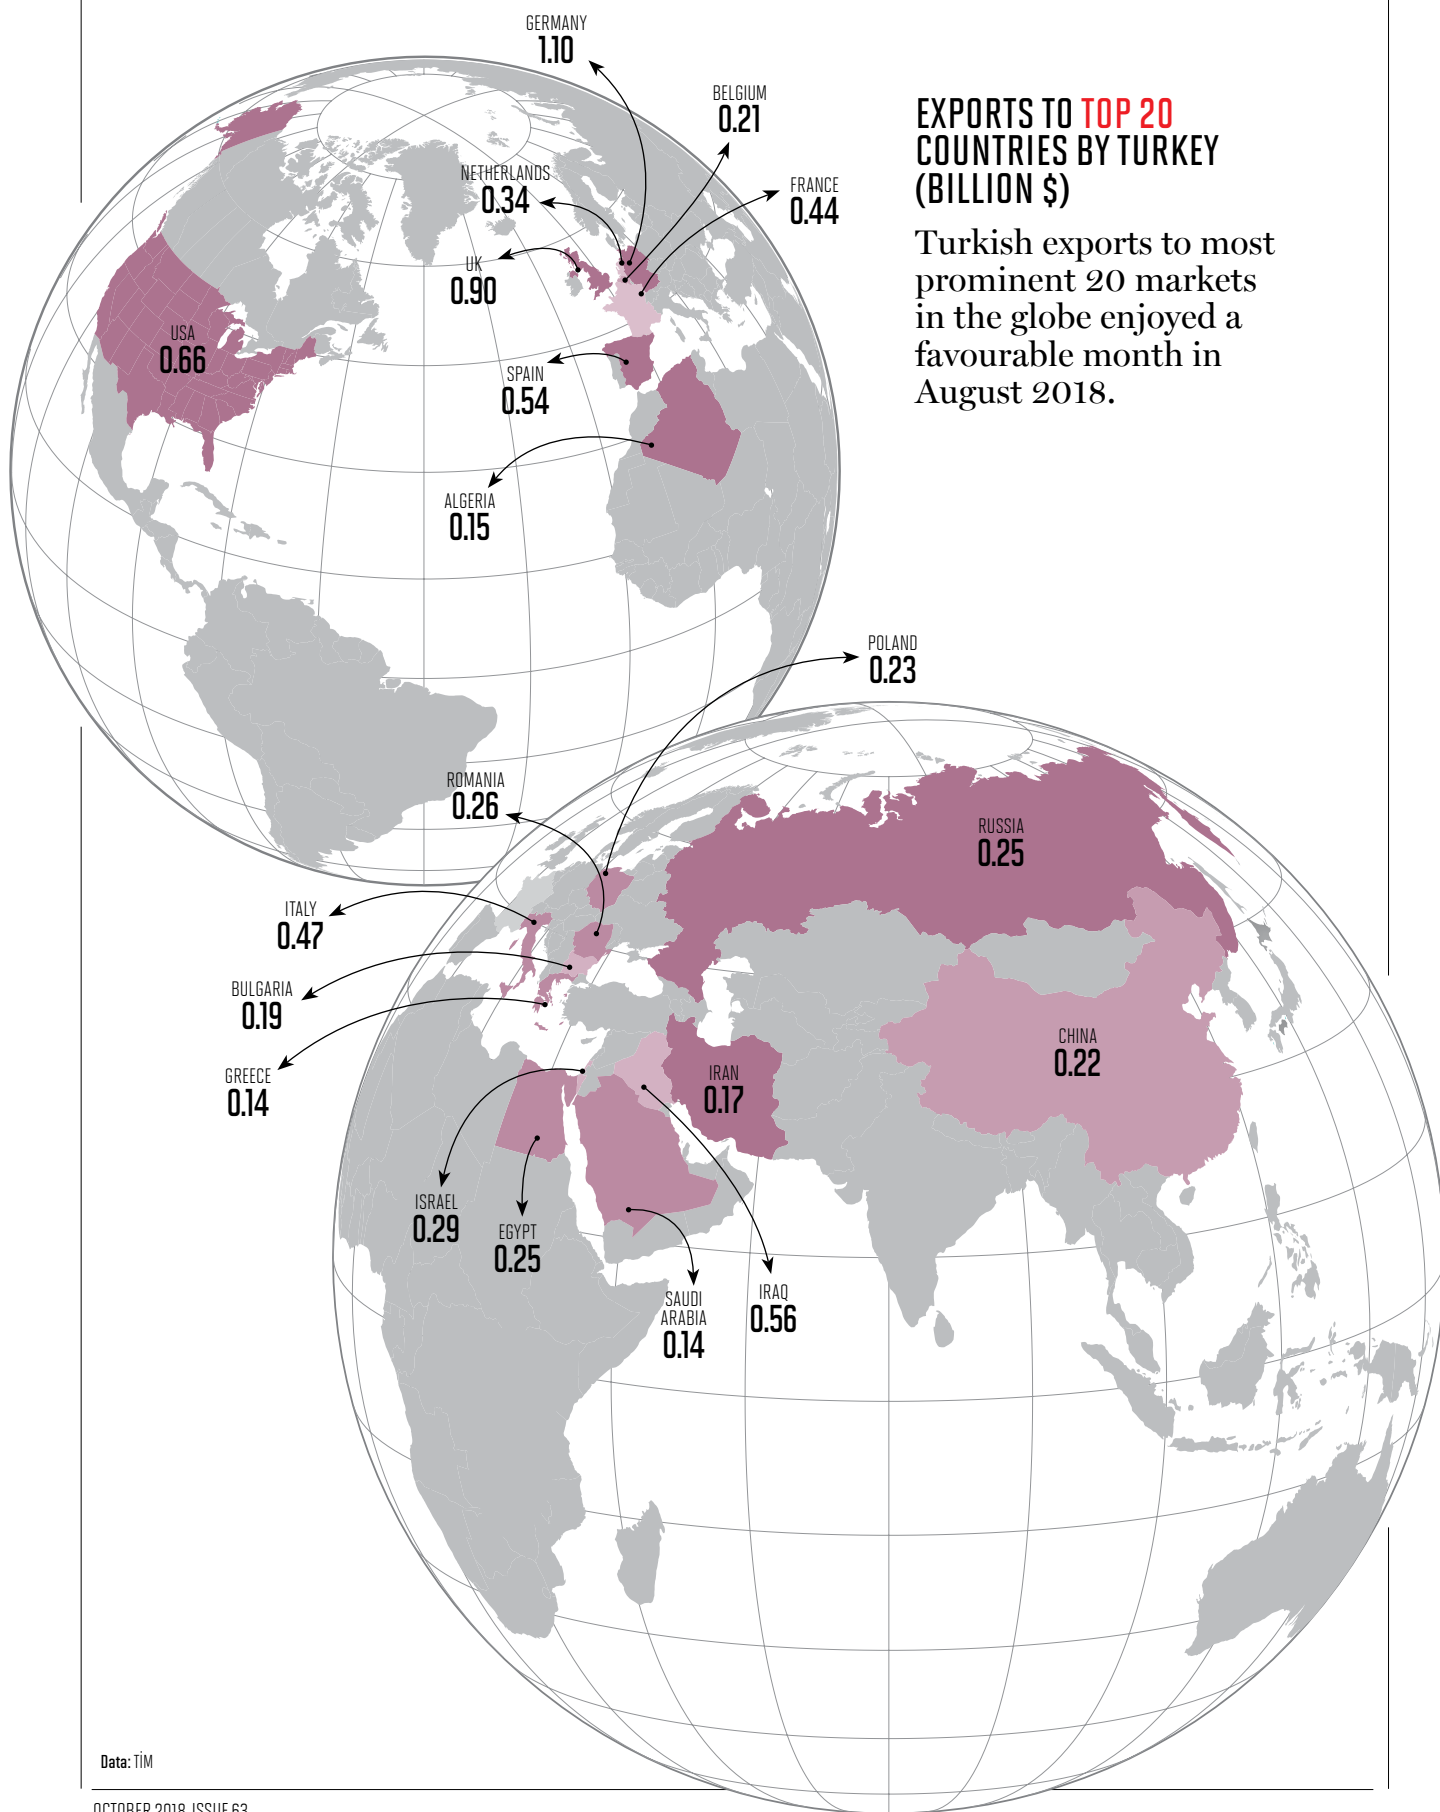 GERMANY
1.10
BELGIUM
0.21
EXPORTS TO TOP 20
COUNTRIES BY TURKEY
(BILLION $)
NETHERLANDS
0.34
FRANCE
0.44
Turkish exports to most
prominent 20 markets
in the globe enjoyed a
favourable month in
August 2018.
UK
0.90
USA
0.66
SPAIN
0.54
ALGERIA
0.15
POLAND
0.23
ROMANIA
0.26
RUSSIA
0.25
ITALY
0.47
BULGARIA
0.19
CHINA
0.22
GREECE
0.14
IRAN
0.17
ISRAEL
0.29
EGYPT
0.25
SAUDI
ARABIA
0.14
IRAQ
0.56
Data: TİM
OCTOBER 2018 ISSUE 63